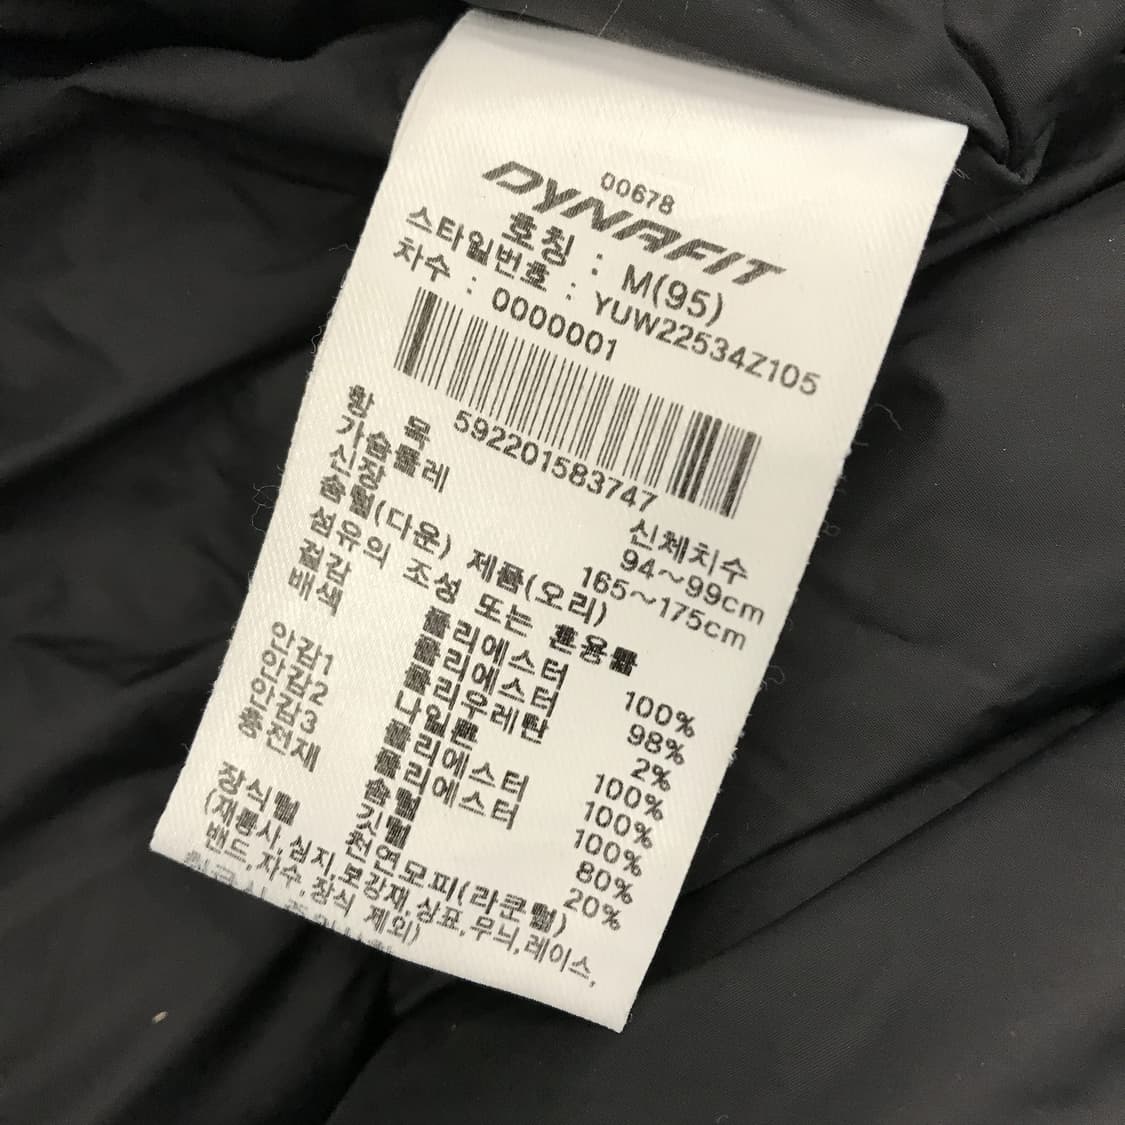 00678
DYNAFIT
호칭 : M(95)
스타일번호 : YUW22534Z105
차수 : 0000001
592201583747
항 목 신체치수
가슴둘레 94~99cm
신장 165~175cm
솜털(다운) 제품(오리)
섬유의 조성 또는 혼용률
겉감 폴리에스터 100%
배색 폴리에스터 98%
폴리우레탄 2%
안감1 나일론 100%
안감2 폴리에스터 100%
안감3 폴리에스터 100%
충전재 솜털 80%
깃털 20%
장식털 천연모피(라쿤털)
(재봉사,심지,보강재,상표,무늬,레이스,
밴드,자수,장식 제외)